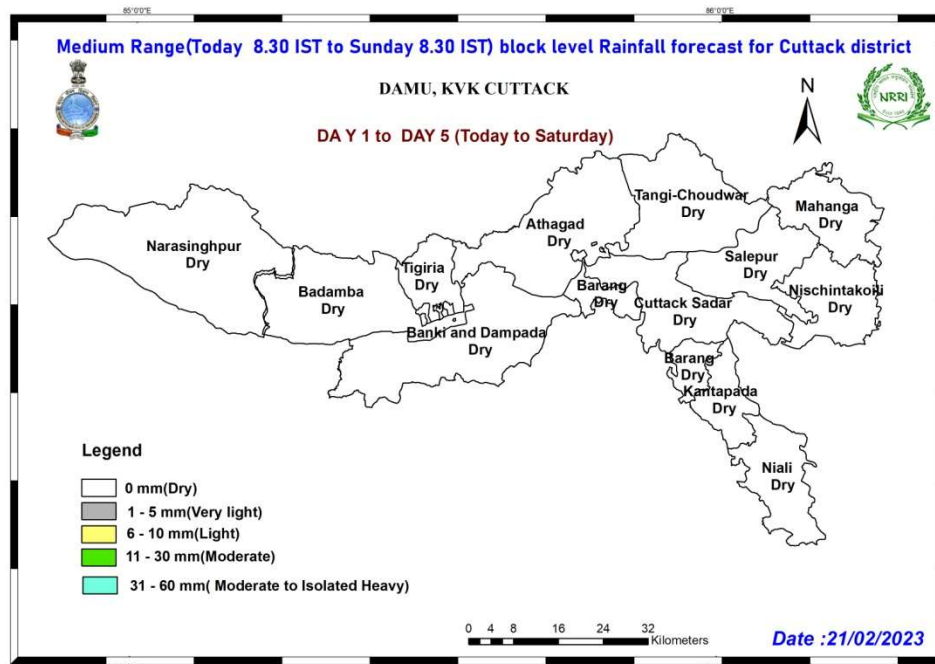 85°0'0"E
86°0'0"E
Medium Range(Today 8.30 IST to Sunday 8.30 IST) block level Rainfall forecast for Cuttack district
DAMU, KVK CUTTACK
N
NRRI
DA Y 1 to DAY 5 (Today to Saturday)
Tangi-Choudwar
Dry
Mahanga
Dry
Athagad
Dry
Narasinghpur
Dry
Salepur
Dry
Tigiria
Dry
Badamba
Dry
Barang
Dry
Nischintakoili
Dry
Cuttack Sadar
Dry
Banki and Dampada
Dry
Barang
Dry
Kantapada
Dry
Niali
Dry
Legend
0 mm(Dry)
1 - 5 mm(Very light)
6 - 10 mm(Light)
11 - 30 mm(Moderate)
31 - 60 mm( Moderate to Isolated Heavy)
0 4 8 16 24 32
Kilometers
Date :21/02/2023